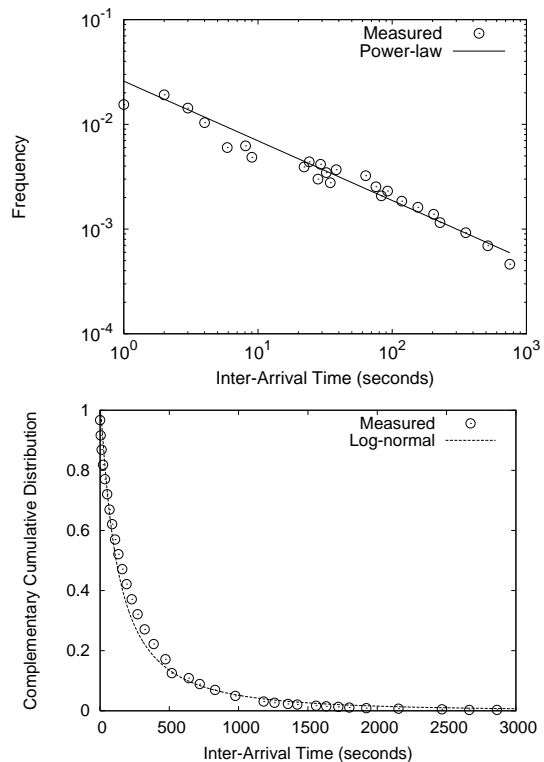 10^-1
Measured
Power-law
10^-2
Frequency
10^-3
10^-4
10^0 10^1 10^2 10^3
Inter-Arrival Time (seconds)
1
Measured
Log-normal
0.8
0.6
Complementary Cumulative Distribution
0.4
0.2
0
0 500 1000 1500 2000 2500 3000
Inter-Arrival Time (seconds)